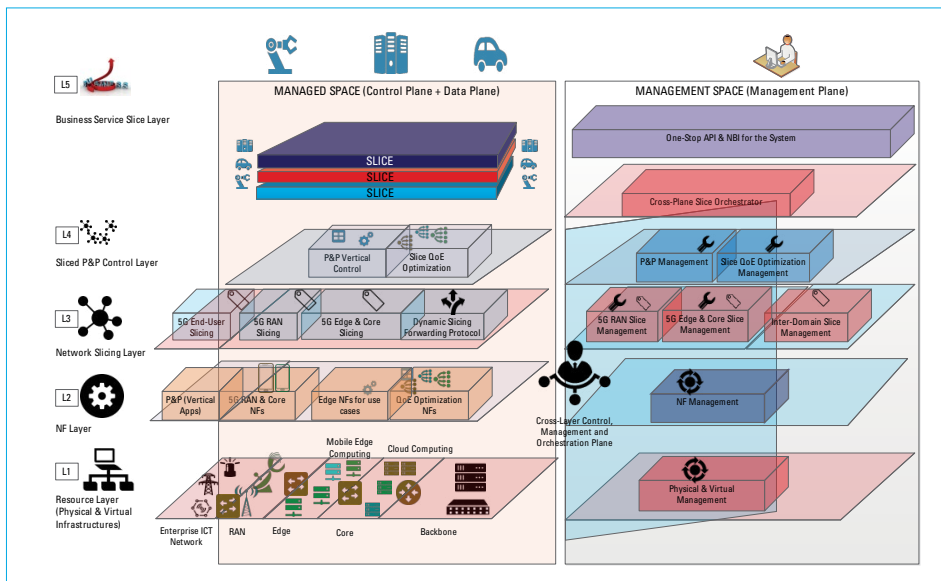 L5
Business Service Slice Layer
MANAGED SPACE (Control Plane + Data Plane)
SLICE
SLICE
SLICE
MANAGEMENT SPACE (Management Plane)
One-Stop API & NBI for the System
Cross-Plane Slice Orchestrator
L4
Sliced P&P Control Layer
P&P Vertical
Control
Slice QoE
Optimization
P&P Management
Slice QoE Optimization
Management
L3
Network Slicing Layer
5G End-User
Slicing
5G RAN
Slicing
5G Edge & Core
Slicing
Dynamic Slicing
Forwarding Protocol
5G RAN Slice
Management
5G Edge & Core Slice
Management
Inter-Domain Slice
Management
L2
NF Layer
P&P (Vertical
Apps)
5G RAN & Core
NFs
Edge NFs for use
cases
QoE Optimization
NFs
NF Management
Cross-Layer Control,
Management and
Orchestration Plane
L1
Resource Layer
(Physical & Virtual
Infrastructures)
Mobile Edge
Computing
Cloud Computing
Enterprise ICT
Network
RAN
Edge
Core
Backbone
Physical & Virtual
Management